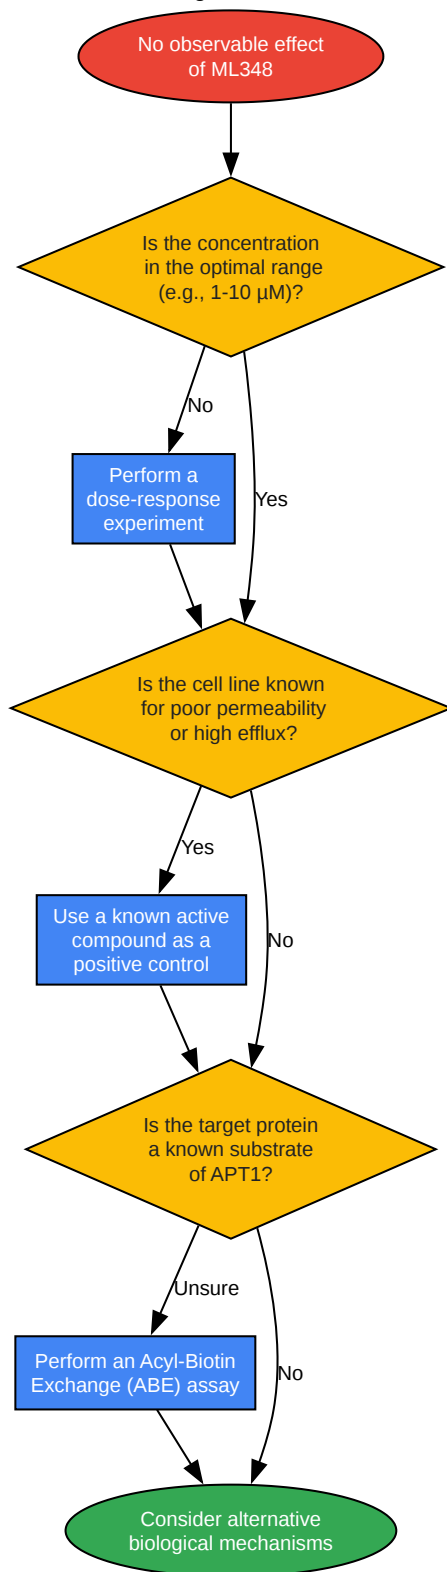 No observable effect
of ML348
Is the concentration
in the optimal range
(e.g., 1-10 µM)?
No
Yes
Perform a
dose-response
experiment
Is the cell line known
for poor permeability
or high efflux?
Yes
No
Use a known active
compound as a
positive control
Is the target protein
a known substrate
of APT1?
Unsure
No
Perform an Acyl-Biotin
Exchange (ABE) assay
Consider alternative
biological mechanisms